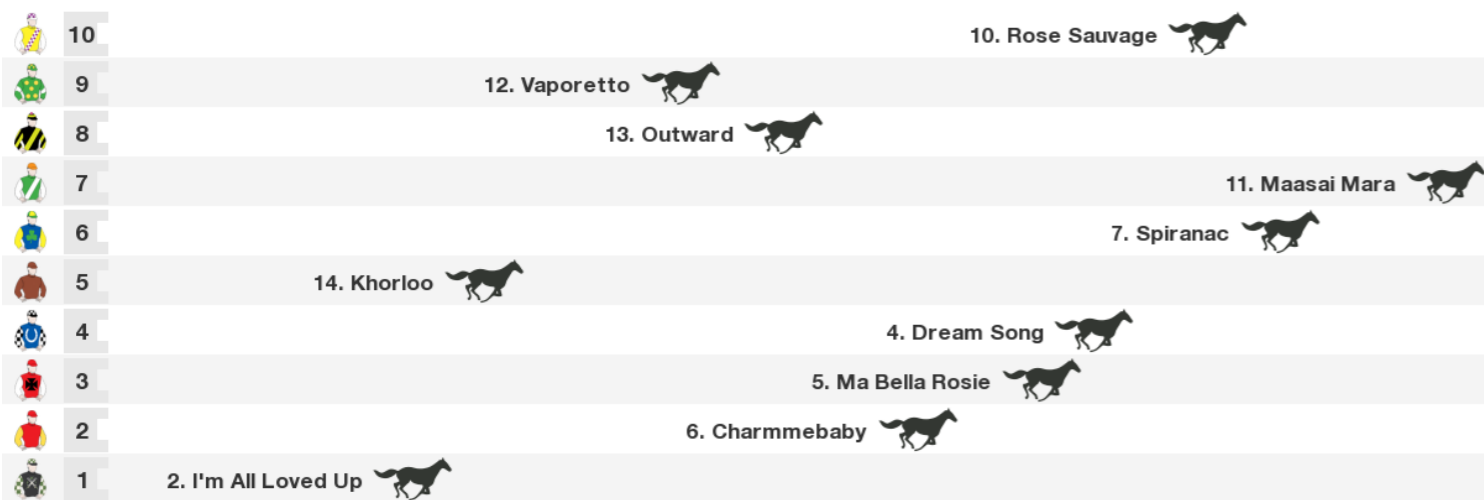 10 10. Rose Sauvage
9 12. Vaporetto
8 13. Outward
7 11. Maasai Mara
6 7. Spiranac
5 14. Khorloo
4 4. Dream Song
3 5. Ma Bella Rosie
2 6. Charmmebaby
1 2. I'm All Loved Up